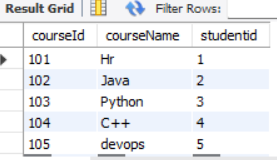 Result Grid Filter Rows:
courseId courseName studentid
101 Hr 1
102 Java 2
103 Python 3
104 C++ 4
105 devops 5